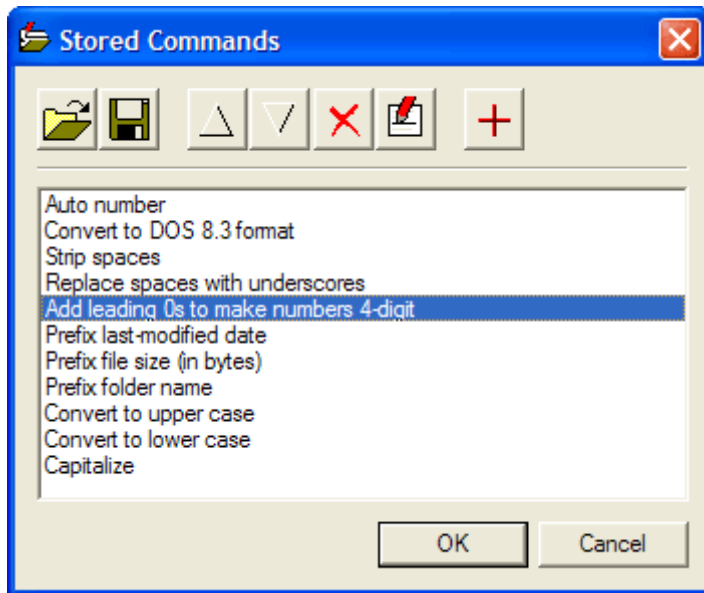 Stored Commands
Auto number
Convert to DOS 8.3 format
Strip spaces
Replace spaces with underscores
Add leading 0s to make numbers 4-digit
Prefix last-modified date
Prefix file size (in bytes)
Prefix folder name
Convert to upper case
Convert to lower case
Capitalize
OK
Cancel